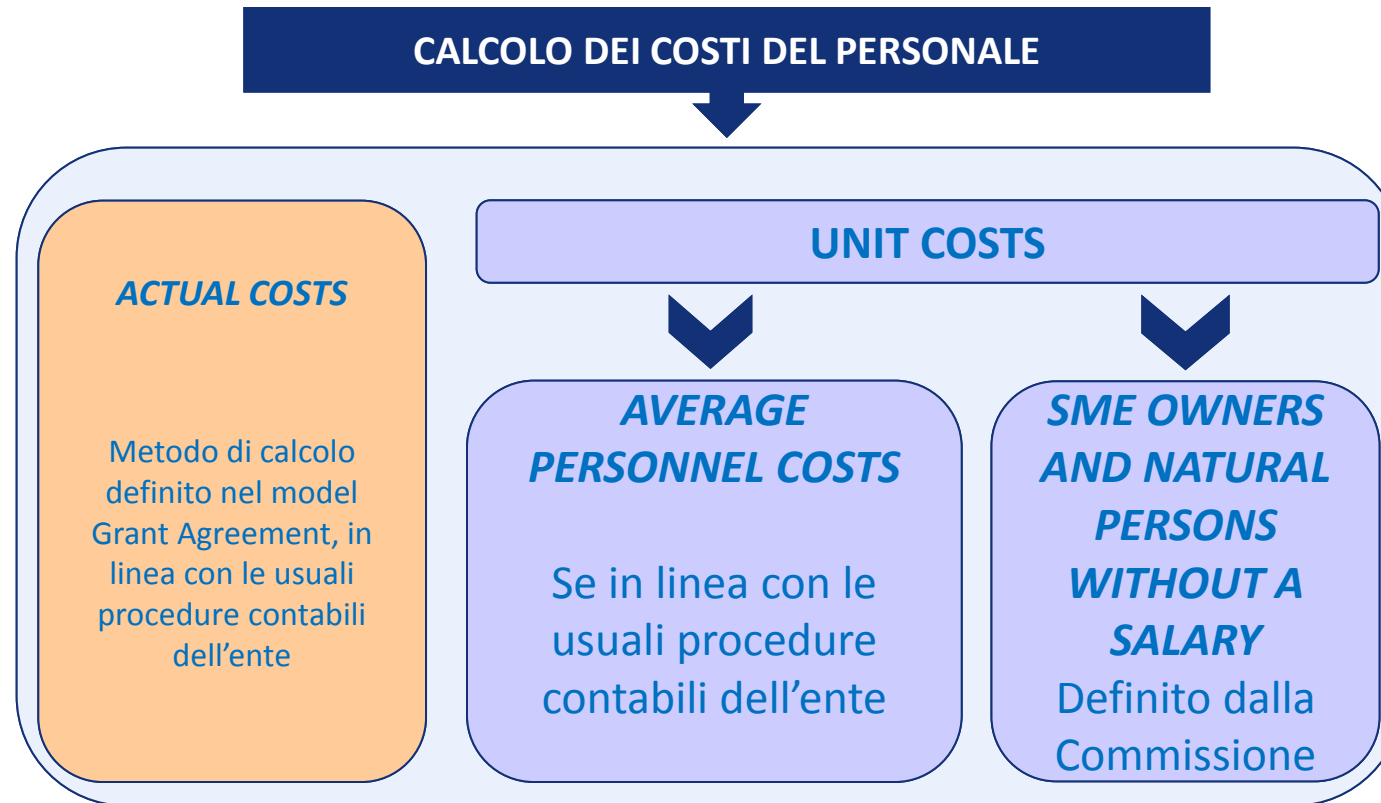 CALCOLO DEI COSTI DEL PERSONALE
ACTUAL COSTS
Metodo di calcolo
definito nel model
Grant Agreement, in
linea con le usuali
procedure contabili
dell’ente
UNIT COSTS
AVERAGE
PERSONNEL COSTS
Se in linea con le
usuali procedure
contabili dell’ente
SME OWNERS
AND NATURAL
PERSONS
WITHOUT A
SALARY
Definito dalla
Commissione